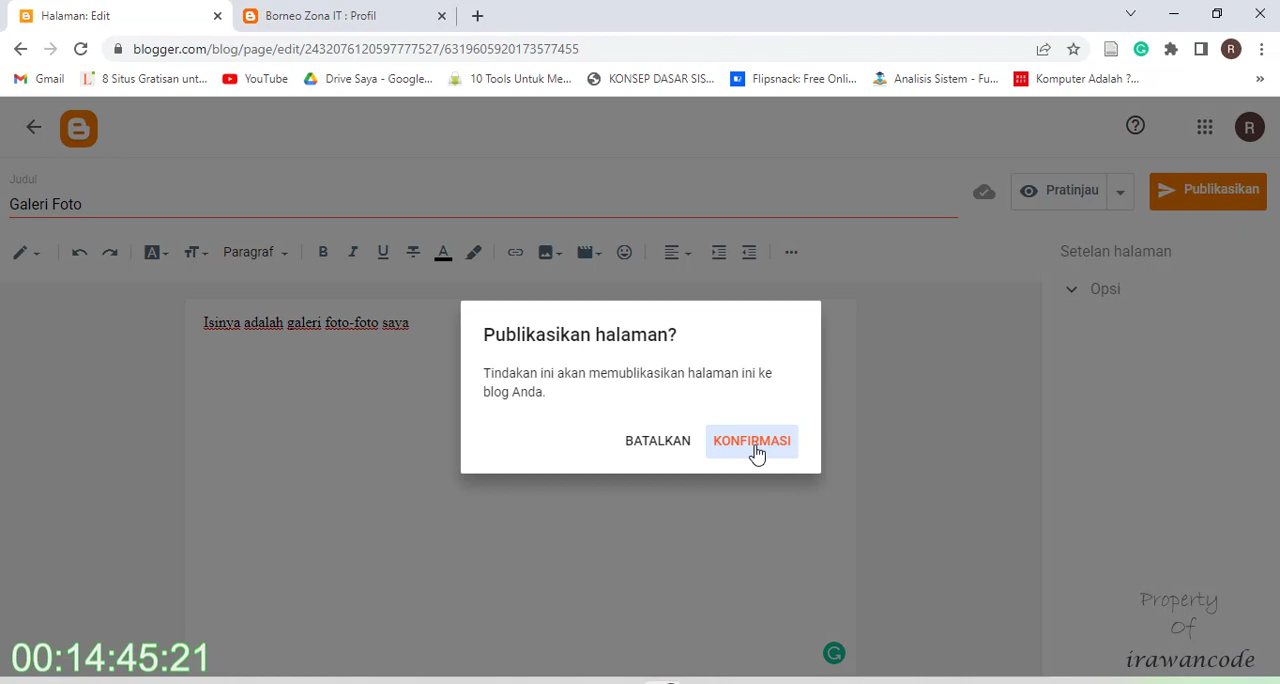 Halaman: Edit
Borneo Zona IT : Profil
blogger.com/blog/page/edit/2432076120597777527/6319605920173577455
R
Gmail
8 Situs Gratisan unt...
YouTube
Drive Saya - Google...
10 Tools Untuk Me...
KONSEP DASAR SIS...
Flipsnack: Free Onli...
Analisis Sistem - Fu...
Komputer Adalah ?...
»
R
Judul
Galeri Foto
Pratinjau
Publikasikan
Paragraf
B I U
Setelan halaman
Opsi
Isinya adalah galeri foto-foto saya
Publikasikan halaman?
Tindakan ini akan memublikasikan halaman ini ke
blog Anda.
BATALKAN
KONFIRMASI
Property
Of
irawancode
00:14:45:21